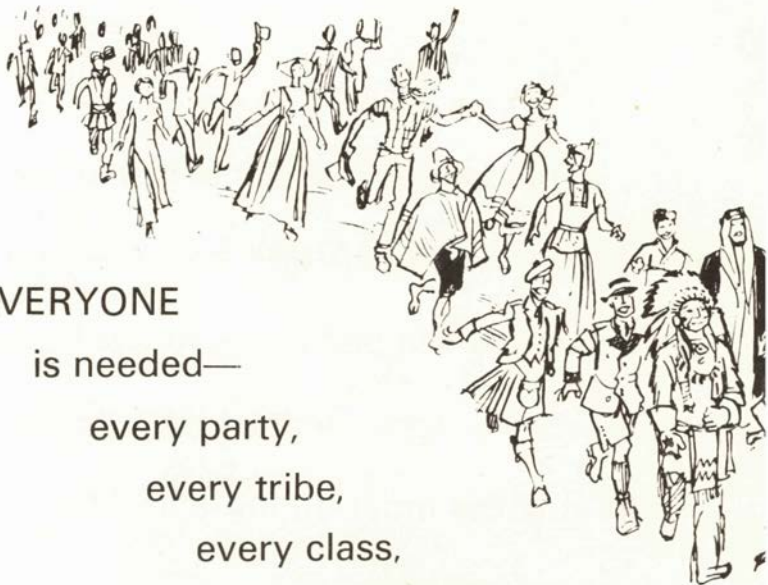 VERYONE
is needed—
every party,
every tribe,
every class,